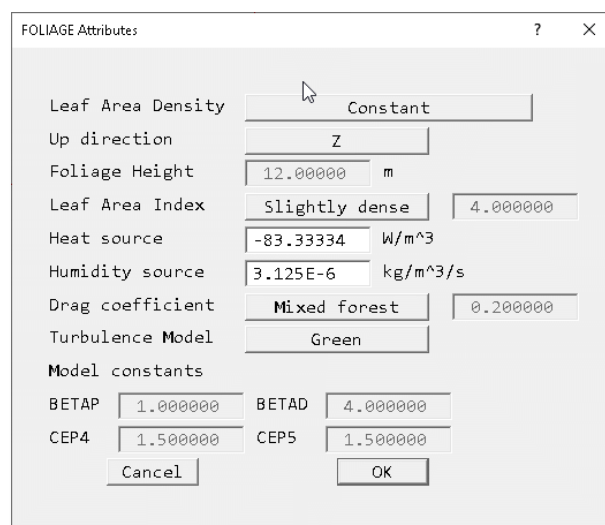 FOLIAGE Attributes ? ×
Leaf Area Density Constant
Up direction Z
Foliage Height 12.00000 m
Leaf Area Index Slightly dense 4.000000
Heat source -83.33334 W/m^3
Humidity source 3.125E-6 kg/m^3/s
Drag coefficient Mixed forest 0.200000
Turbulence Model Green
Model constants
BETAP 1.000000 BETAD 4.000000
CEP4 1.500000 CEP5 1.500000
Cancel OK